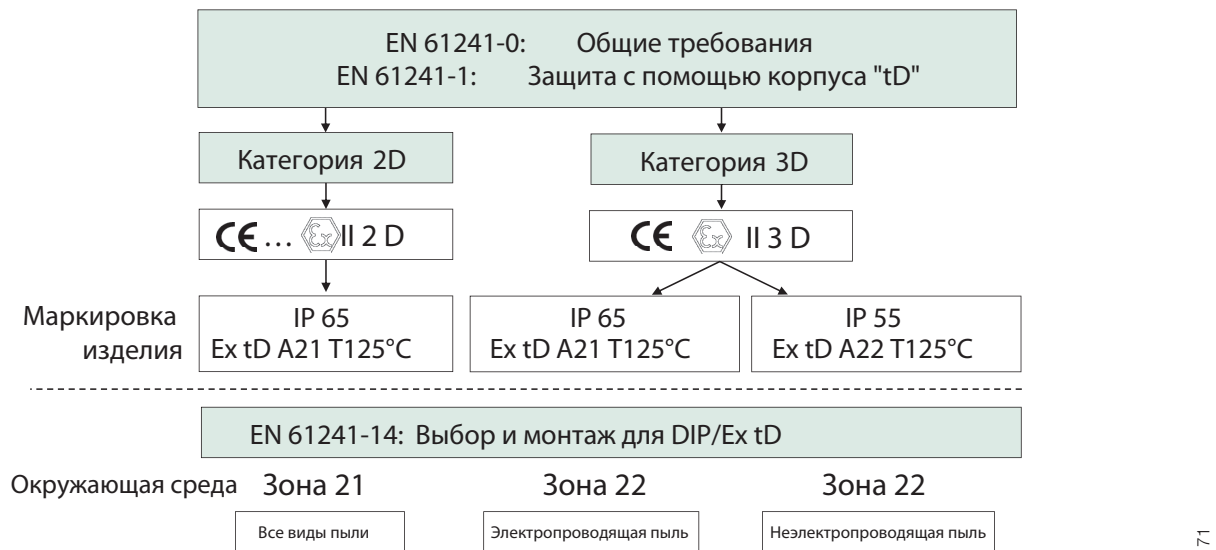 EN 61241-0: Общие требования
EN 61241-1: Защита с помощью корпуса "tD"
Категория 2D
Категория 3D
CE ... Ex II 2 D
CE Ex II 3 D
Маркировка
изделия
IP 65
Ex tD A21 T125°C
IP 65
Ex tD A21 T125°C
IP 55
Ex tD A22 T125°C
EN 61241-14: Выбор и монтаж для DIP/Ex tD
Окружающая среда
Зона 21
Зона 22
Зона 22
Все виды пыли
Электропроводящая пыль
Неэлектропроводящая пыль
71